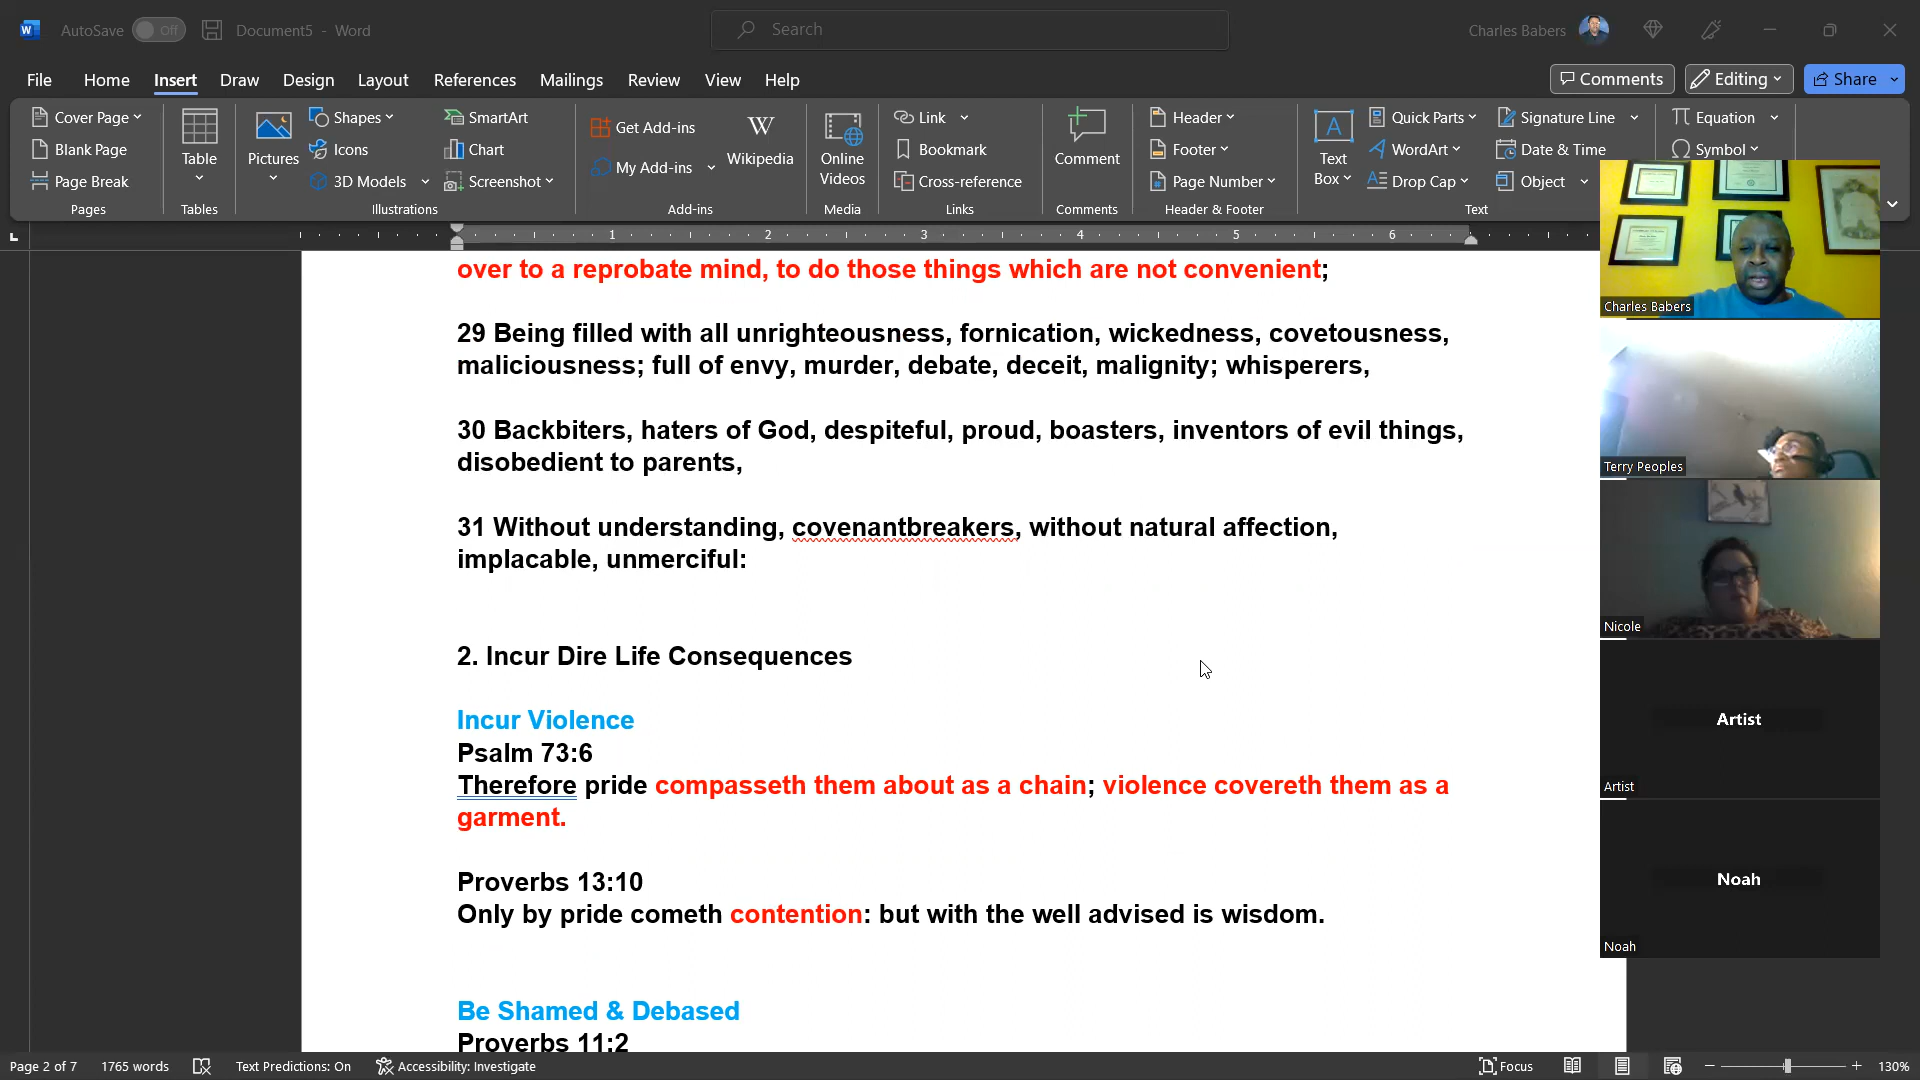 AutoSave Off Document5 - Word Search Charles Babers
File Home Insert Draw Design Layout References Mailings Review View Help Comments Editing Share
Cover Page
Blank Page
Page Break
Pages
Table
Tables
Pictures
Shapes
Icons
3D Models
SmartArt
Chart
Screenshot
Illustrations
Get Add-ins
My Add-ins
W
Wikipedia
Add-ins
Online
Videos
Media
Link
Bookmark
Cross-reference
Links
Comment
Comments
Header
Footer
Page Number
Header & Footer
A
Text
Box
Quick Parts
WordArt
Drop Cap
Signature Line
Date & Time
Object
Text
Equation
Symbol
1 2 3 4 5 6
over to a reprobate mind, to do those things which are not convenient;
29 Being filled with all unrighteousness, fornication, wickedness, covetousness,
maliciousness; full of envy, murder, debate, deceit, malignity; whisperers,
30 Backbiters, haters of God, despiteful, proud, boasters, inventors of evil things,
disobedient to parents,
31 Without understanding, covenantbreakers, without natural affection,
implacable, unmerciful:
2. Incur Dire Life Consequences
Incur Violence
Psalm 73:6
Therefore pride compasseth them about as a chain; violence covereth them as a
garment.
Proverbs 13:10
Only by pride cometh contention: but with the well advised is wisdom.
Be Shamed & Debased
Proverbs 11:2
Charles Babers
Terry Peoples
Nicole
Artist
Artist
Noah
Noah
Page 2 of 7 1765 words Text Predictions: On Accessibility: Investigate Focus 130%